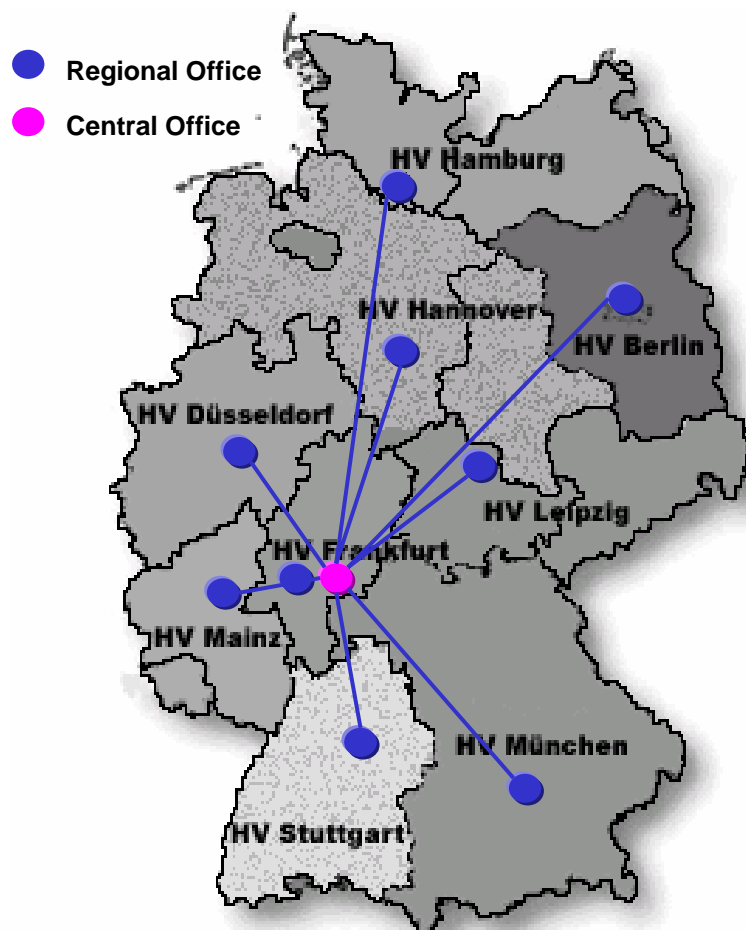 Regional Office
Central Office
HV Hamburg
HV Hannover
HV Berlin
HV Düsseldorf
HV Leipzig
HV Frankfurt
HV Mainz
HV München
HV Stuttgart